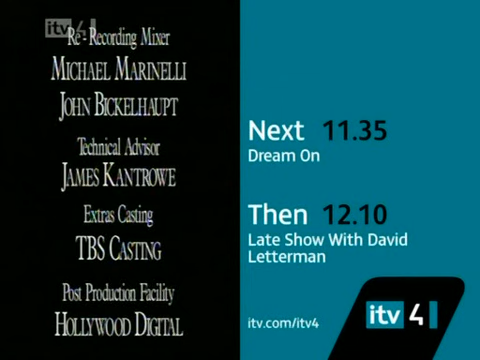 itv4
Re-Recording Mixer
MICHAEL MARINELLI
JOHN BICKELHAUPT
Technical Advisor
JAMES KANTROWE
Extras Casting
TBS CASTING
Post Production Facility
HOLLYWOOD DIGITAL
Next 11.35
Dream On
Then 12.10
Late Show With David
Letterman
itv.com/itv4
itv 4